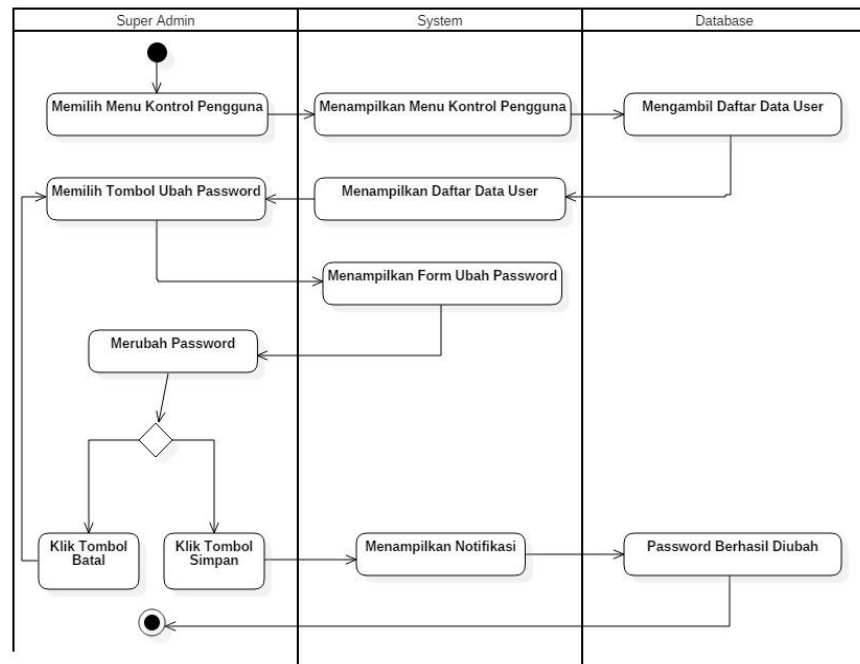 Super Admin
System
Database
Memilih Menu Kontrol Pengguna
Menampilkan Menu Kontrol Pengguna
Mengambil Daftar Data User
Memilih Tombol Ubah Password
Menampilkan Daftar Data User
Menampilkan Form Ubah Password
Merubah Password
Klik Tombol
Batal
Klik Tombol
Simpan
Menampilkan Notifikasi
Password Berhasil Diubah